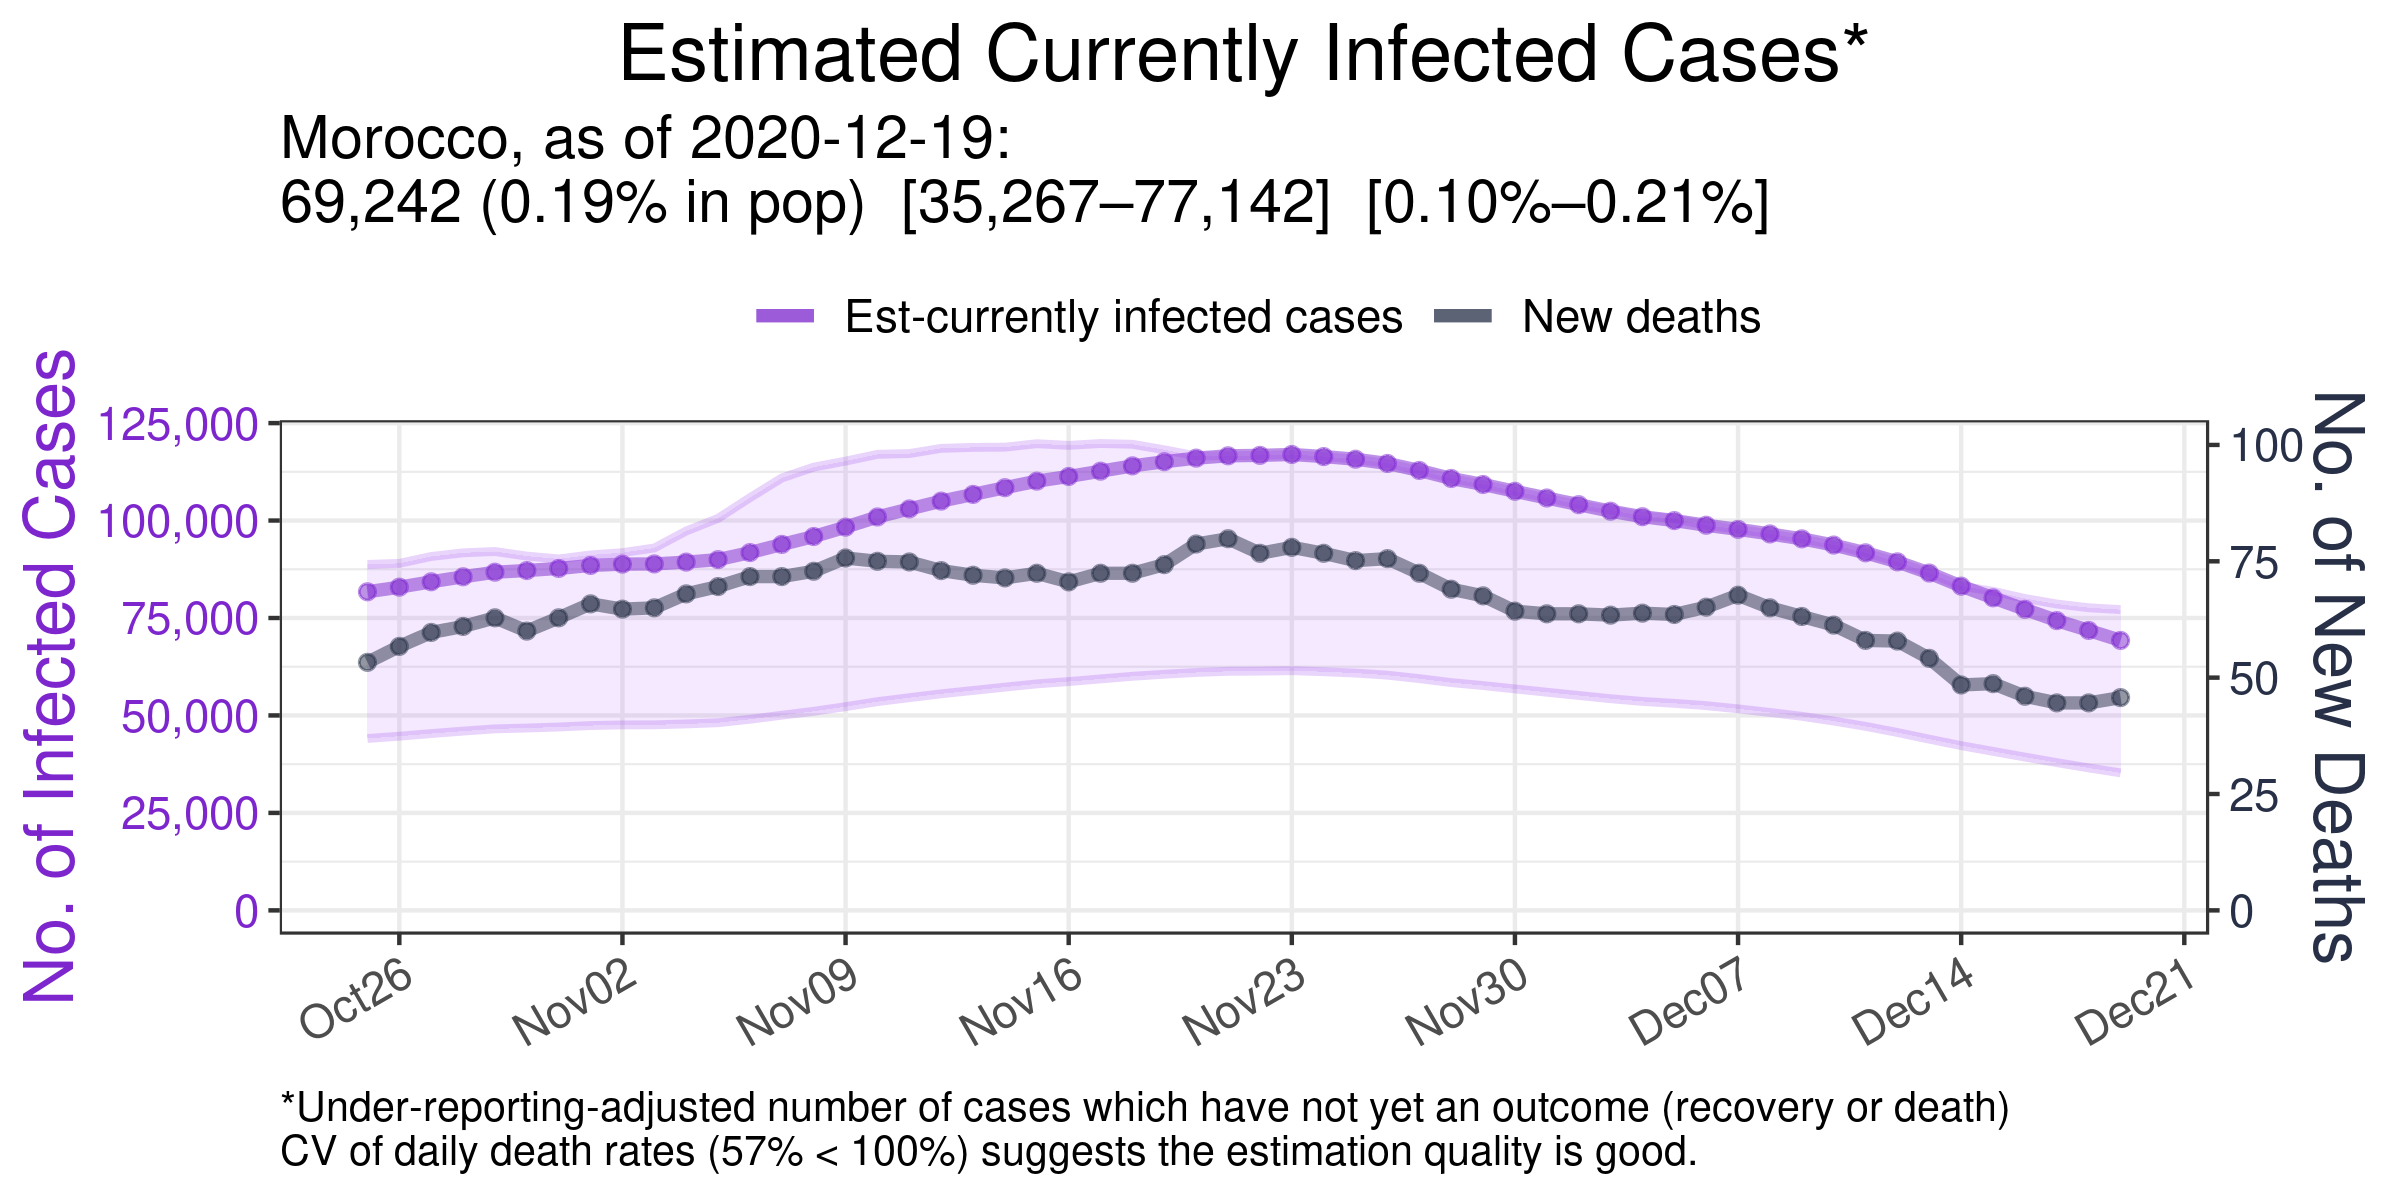 Estimated Currently Infected Cases*
Morocco, as of 2020-12-19:
69,242 (0.19% in pop) [35,267–77,142] [0.10%–0.21%]
Est-currently infected cases
New deaths
No. of Infected Cases
125,000
100,000
75,000
50,000
25,000
0
100
75
50
25
0
No. of New Deaths
Oct26
Nov02
Nov09
Nov16
Nov23
Nov30
Dec07
Dec14
Dec21
*Under-reporting-adjusted number of cases which have not yet an outcome (recovery or death)
CV of daily death rates (57% < 100%) suggests the estimation quality is good.